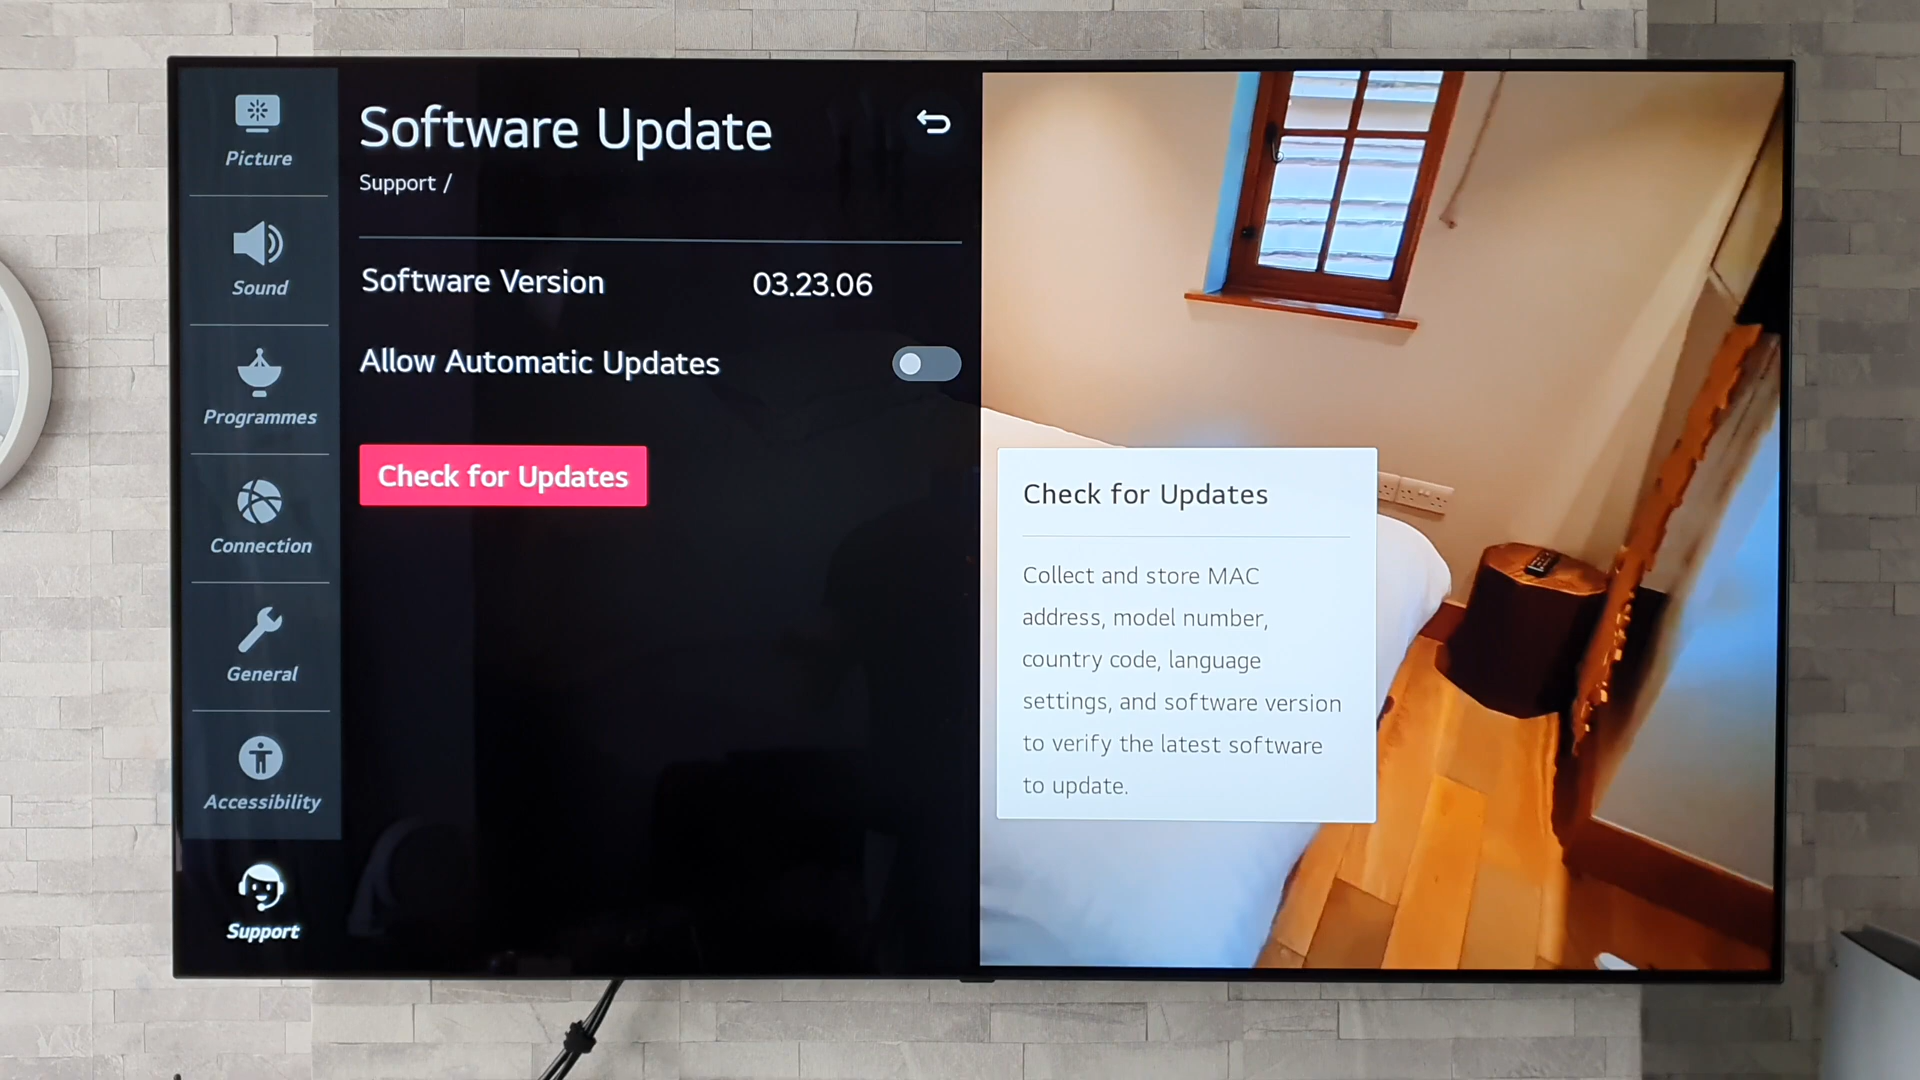 Picture
Sound
Programmes
Connection
General
Accessibility
Support
Software Update
Support /
Software Version 03.23.06
Allow Automatic Updates
Check for Updates
Check for Updates
Collect and store MAC
address, model number,
country code, language
settings, and software version
to verify the latest software
to update.